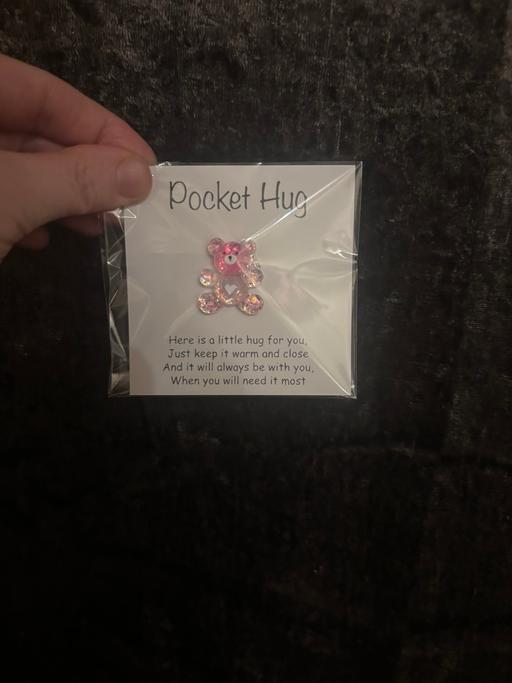 Pocket Hug
Here is a little hug for you,
Just keep it warm and close
And it will always be with you,
When you will need it most